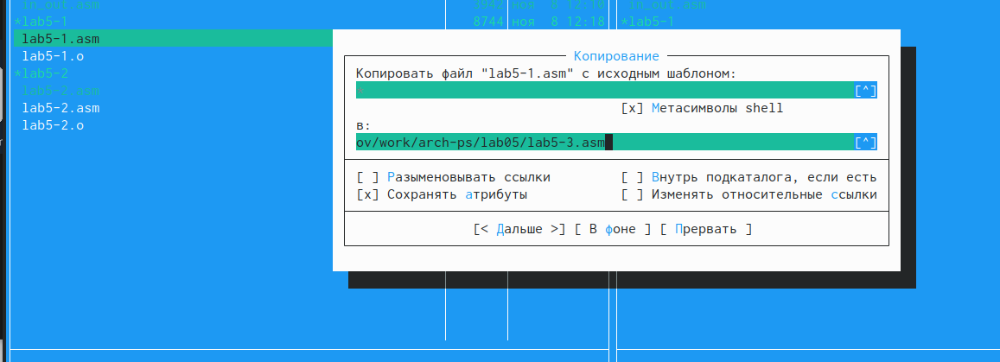 in_out.asm 3942 ноя 8 12:10 in_out.asm
*lab5-1 8744 ноя 8 12:18 *lab5-1
lab5-1.asm
Копирование
lab5-1.o
Копировать файл "lab5-1.asm" с исходным шаблоном:
*lab5-2
lab5-2.asm
[^]
lab5-2.asm
[x] Метасимволы shell
lab5-2.o
в:
ov/work/arch-ps/lab05/lab5-3.asm [^]
[ ] Разыменовывать ссылки [ ] Внутрь подкаталога, если есть
[x] Сохранять атрибуты [ ] Изменять относительные ссылки
[< Дальше >] [ В фоне ] [ Прервать ]